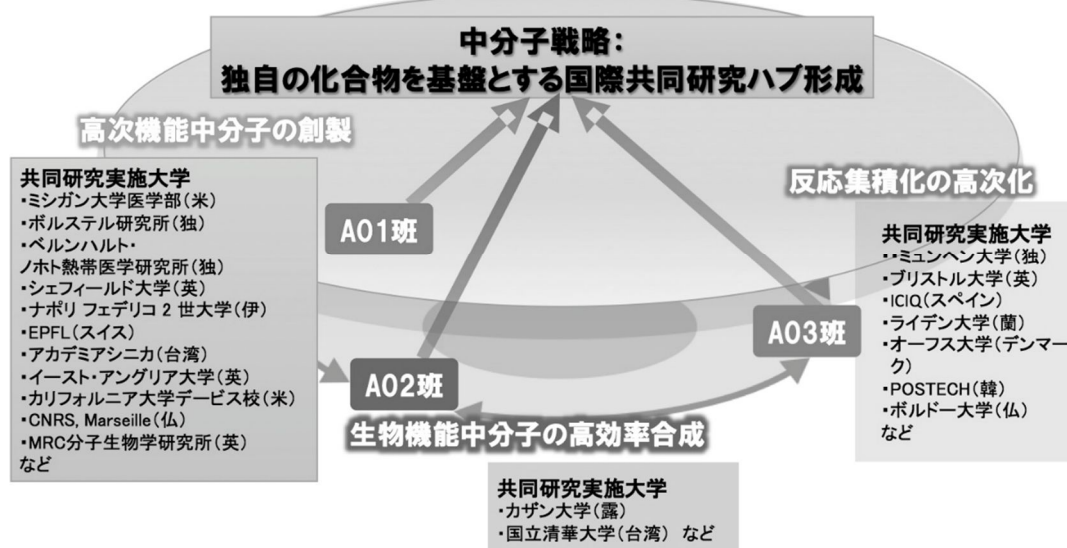 中分子戦略：
独自の化合物を基盤とする国際共同研究ハブ形成
高次機能中分子の創製
共同研究実施大学
・ミシガン大学医学部（米）
・ボルステル研究所（独）
・ベルンハルト・
ノホト熱帯医学研究所（独）
・シェフィールド大学（英）
・ナポリ フェデリコ 2 世大学（伊）
・EPFL（スイス）
・アカデミアシニカ（台湾）
・イースト・アングリア大学（英）
・カリフォルニア大学デービス校（米）
・CNRS, Marseille（仏）
・MRC分子生物学研究所（英）
など
A01班
A02班
生物機能中分子の高効率合成
共同研究実施大学
・カザン大学（露）
・国立清華大学（台湾） など
反応集積化の高次化
A03班
共同研究実施大学
・・ミュンヘン大学（独）
・ブリストル大学（英）
・ICIQ（スペイン）
・ライデン大学（蘭）
・オーフス大学（デンマー
ク）
・POSTECH（韓）
・ボルドー大学（仏）
など